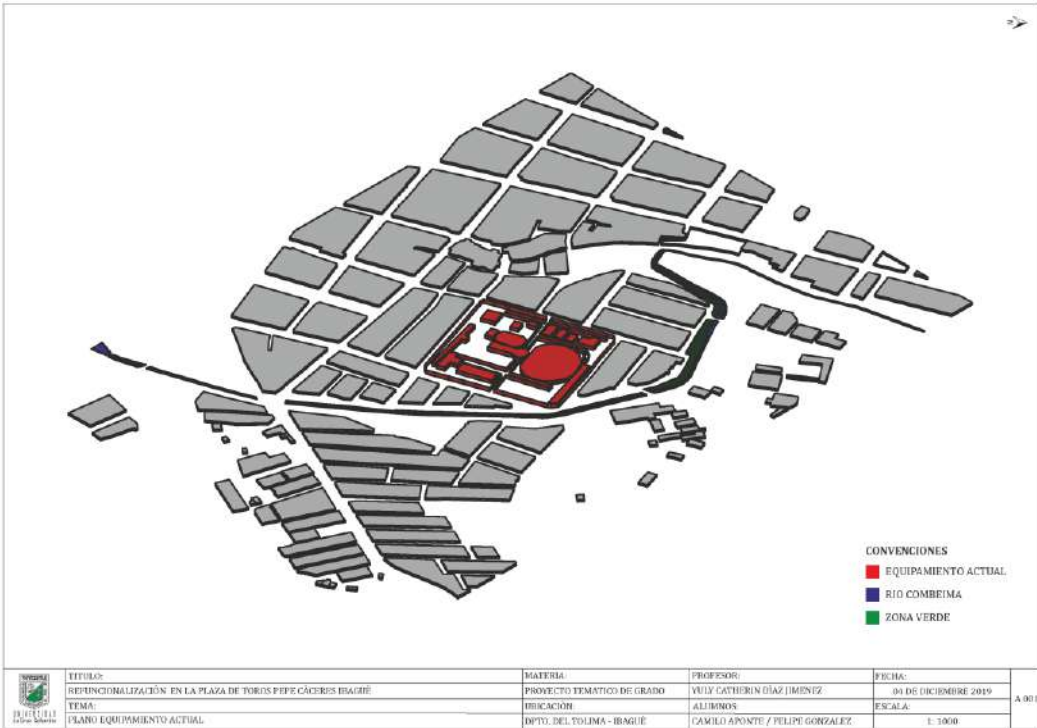 CONVENCIONES
EQUIPAMIENTO ACTUAL
RIO COMBEIMA
ZONA VERDE
TITULO:
REFUNCIONALIZACIÓN EN LA PLAZA DE TOROS PEPE CÀCERES IBAGUÉ
TEMA:
PLANO EQUIPAMIENTO ACTUAL
MATERIA:
PROYECTO TEMATICO DE GRADO
UBICACIÓN:
DPTO. DEL TOLIMA - IBAGUÉ
PROFESOR:
YULY CATHERIN DÍAZ JIMENEZ
ALUMNOS:
CAMILO APONTE / FELIPE GONZALEZ
FECHA:
04 DE DICIEMBRE 2019
ESCALA:
1: 1000
A 001
UNIVERSIDAD